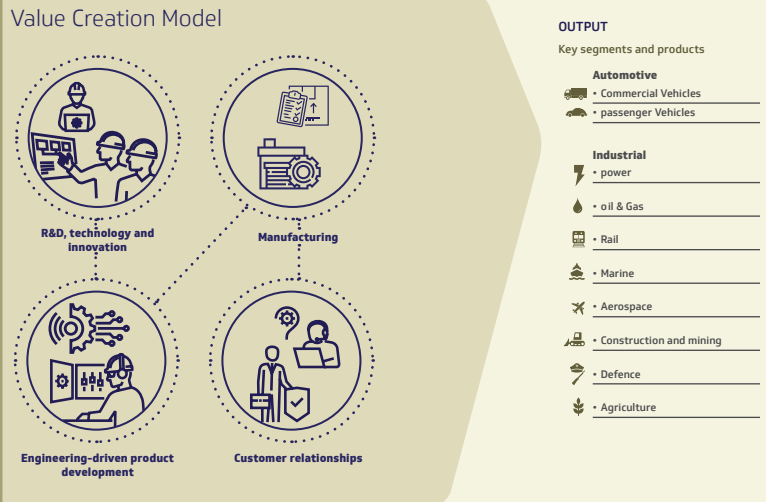 Value Creation Model
R&D, technology and
innovation
Manufacturing
Engineering-driven product
development
Customer relationships
OUTPUT
Key segments and products
Automotive
• Commercial Vehicles
• passenger Vehicles
Industrial
• power
• oil & Gas
• Rail
• Marine
• Aerospace
• Construction and mining
• Defence
• Agriculture